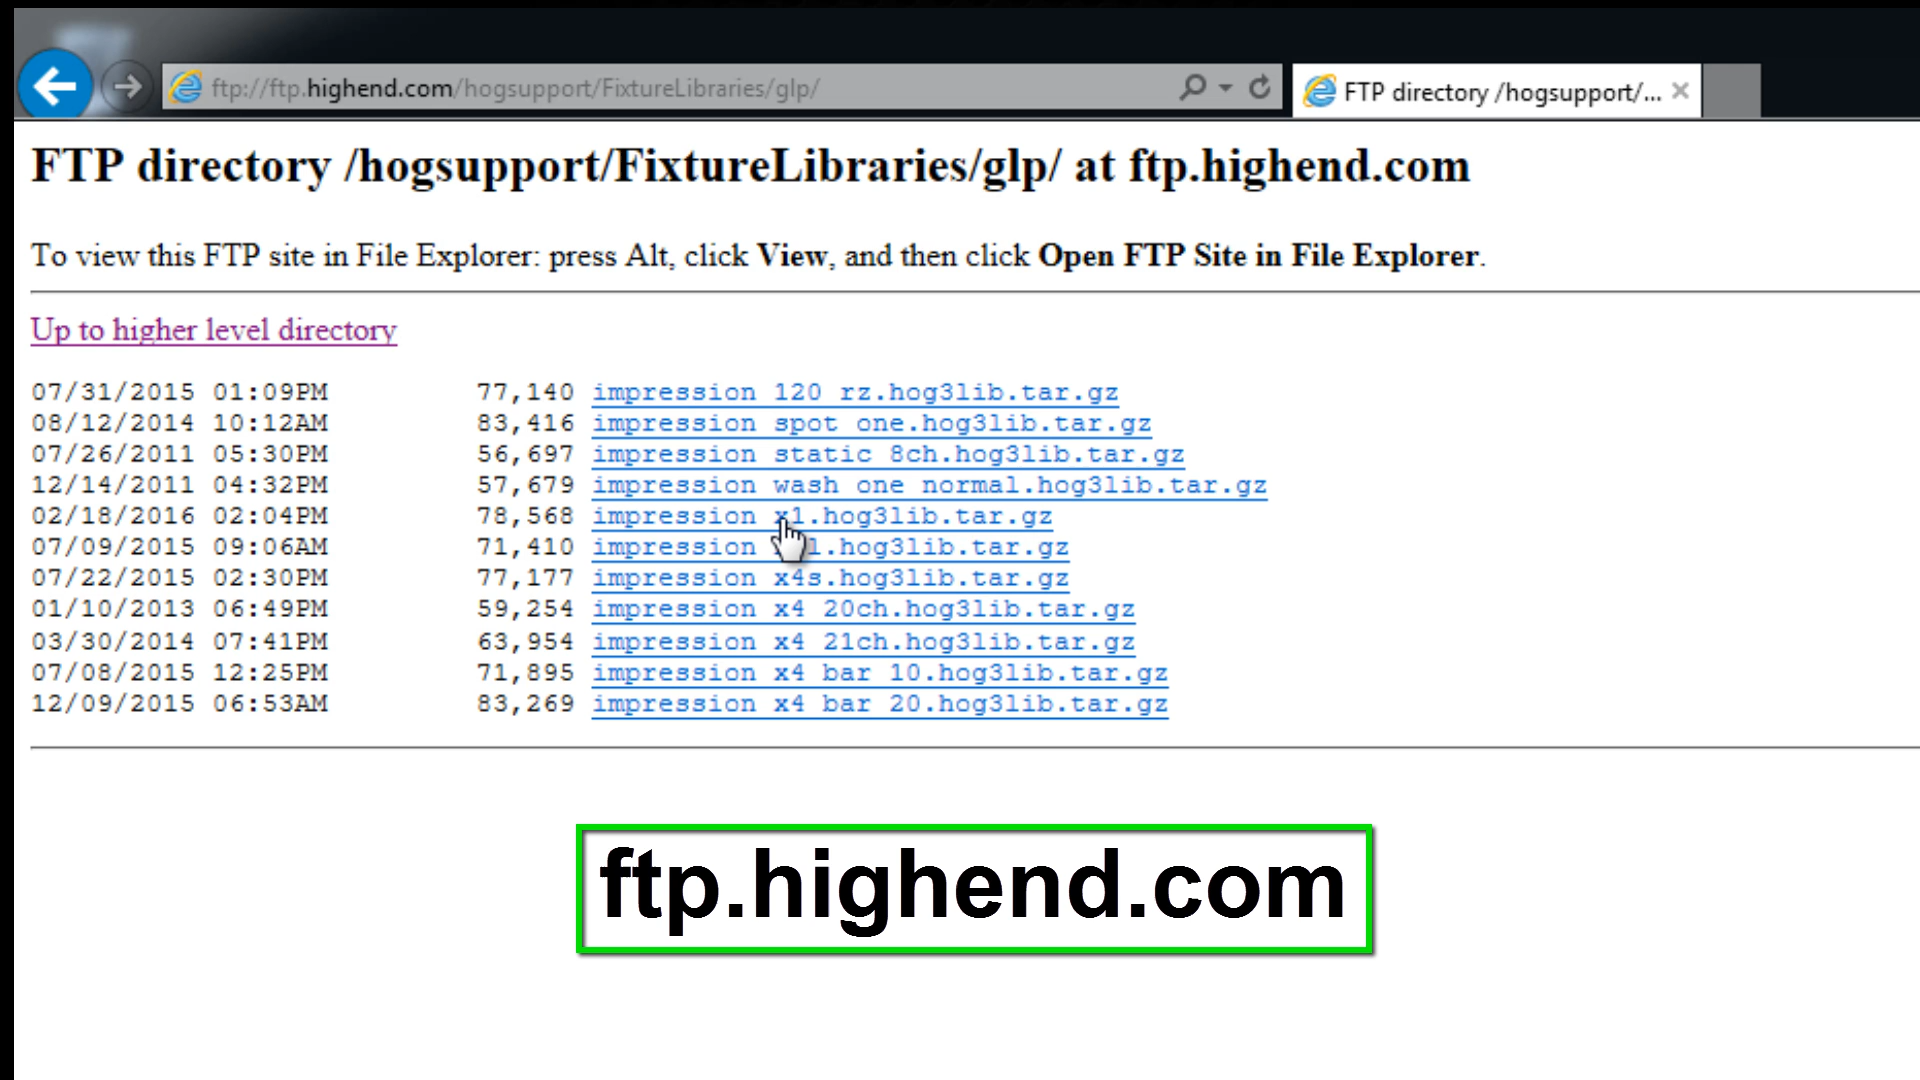 ftp://ftp.highend.com/hogsupport/FixtureLibraries/glp/
FTP directory /hogsupport/...
FTP directory /hogsupport/FixtureLibraries/glp/ at ftp.highend.com
To view this FTP site in File Explorer: press Alt, click View, and then click Open FTP Site in File Explorer.
Up to higher level directory
07/31/2015 01:09PM 77,140 impression 120 rz.hog3lib.tar.gz
08/12/2014 10:12AM 83,416 impression spot one.hog3lib.tar.gz
07/26/2011 05:30PM 56,697 impression static 8ch.hog3lib.tar.gz
12/14/2011 04:32PM 57,679 impression wash one normal.hog3lib.tar.gz
02/18/2016 02:04PM 78,568 impression x1.hog3lib.tar.gz
07/09/2015 09:06AM 71,410 impression .hog3lib.tar.gz
07/22/2015 02:30PM 77,177 impression x4s.hog3lib.tar.gz
01/10/2013 06:49PM 59,254 impression x4 20ch.hog3lib.tar.gz
03/30/2014 07:41PM 63,954 impression x4 21ch.hog3lib.tar.gz
07/08/2015 12:25PM 71,895 impression x4 bar 10.hog3lib.tar.gz
12/09/2015 06:53AM 83,269 impression x4 bar 20.hog3lib.tar.gz
ftp.highend.com